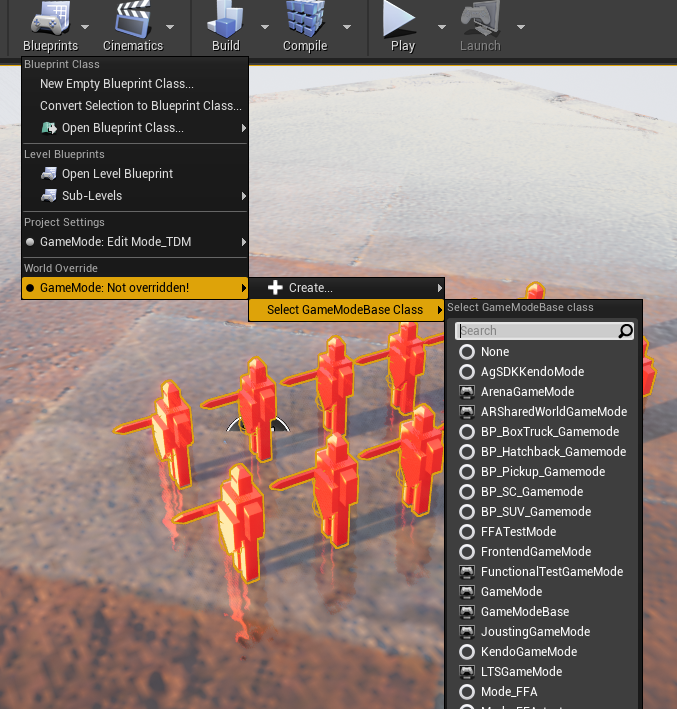 Blueprints
Cinematics
Build
Compile
Play
Launch
Blueprint Class
New Empty Blueprint Class...
Convert Selection to Blueprint Class...
Open Blueprint Class...
Level Blueprints
Open Level Blueprint
Sub-Levels
Project Settings
GameMode: Edit Mode_TDM
World Override
GameMode: Not overridden!
Create...
Select GameModeBase Class
Select GameModeBase class
Search
None
AgSDKKendoMode
ArenaGameMode
ARSharedWorldGameMode
BP_BoxTruck_Gamemode
BP_Hatchback_Gamemode
BP_Pickup_Gamemode
BP_SC_Gamemode
BP_SUV_Gamemode
FFATestMode
FrontendGameMode
FunctionalTestGameMode
GameMode
GameModeBase
JoustingGameMode
KendoGameMode
LTSGameMode
Mode_FFA